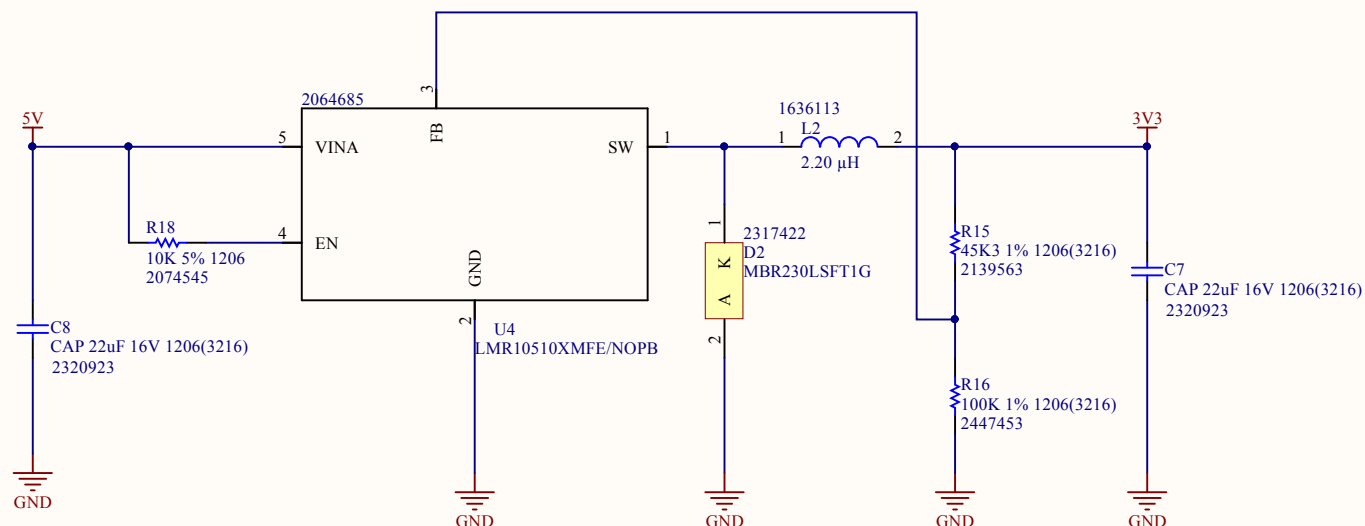 2064685
5V
5
VINA
3
FB
SW
1
1636113
L2
1
2
2.20 µH
3V3
R18
10K 5% 1206
2074545
4
EN
GND
2
U4
LMR10510XMFE/NOPB
1
K
A
2
2317422
D2
MBR230LSFT1G
R15
45K3 1% 1206(3216)
2139563
C7
CAP 22uF 16V 1206(3216)
2320923
C8
CAP 22uF 16V 1206(3216)
2320923
R16
100K 1% 1206(3216)
2447453
GND
GND
GND
GND
GND